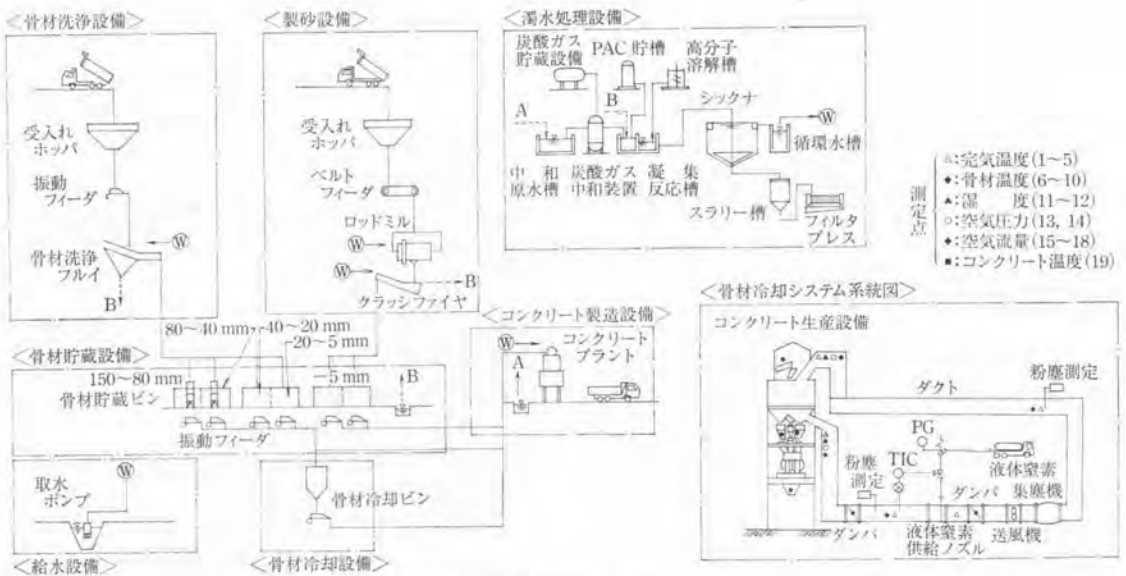 <骨材洗浄設備>
受入れ
ホッパ
振動
フィーダ
Ⓦ
骨材洗浄
フルイ
B
<製砂設備>
受入れ
ホッパ
ベルト
フィーダ
ロッドミル
Ⓦ
Ⓦ
B
クラッシファイヤ
<濁水処理設備>
炭酸ガス
貯蔵設備
PAC 貯槽
高分子
溶解槽
A
B
シックナ
Ⓦ
循環水槽
中和
原水槽
炭酸ガス
中和装置
凝集
反応槽
スラリー槽
フィルタ
プレス
測定点
△:完気温度(1~5)
◆:骨材温度(6~10)
▲:湿 度(11~12)
○:空気圧力(13, 14)
◆:空気流量(15~18)
■:コンクリート温度(19)
<骨材貯蔵設備>
80~40 mm
40~20 mm
20~5 mm
150~80 mm
5 mm
骨材貯蔵ビン
B
振動フィーダ
<コンクリート製造設備>
Ⓦ
コンクリート
プラント
A
Ⓦ
取水
ポンプ
<給水設備>
骨材冷却ビン
<骨材冷却設備>
<骨材冷却システム系統図>
コンクリート生産設備
粉塵測定
ダクト
PG
粉塵
測定
TIC
液体窒素
ダンパ
集塵機
ダンパ
液体窒素
供給ノズル
送風機